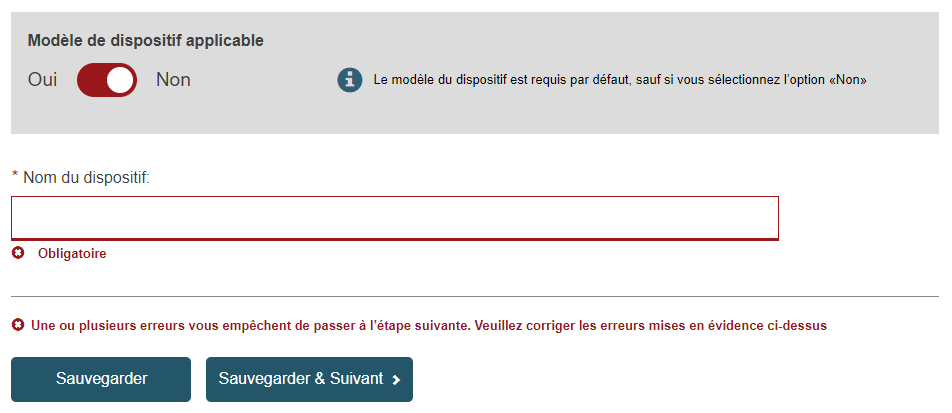 Modèle de dispositif applicable
Oui Non
Le modèle du dispositif est requis par défaut, sauf si vous sélectionnez l’option «Non»
* Nom du dispositif:
Obligatoire
Une ou plusieurs erreurs vous empêchent de passer à l’étape suivante. Veuillez corriger les erreurs mises en évidence ci-dessus
Sauvegarder
Sauvegarder & Suivant